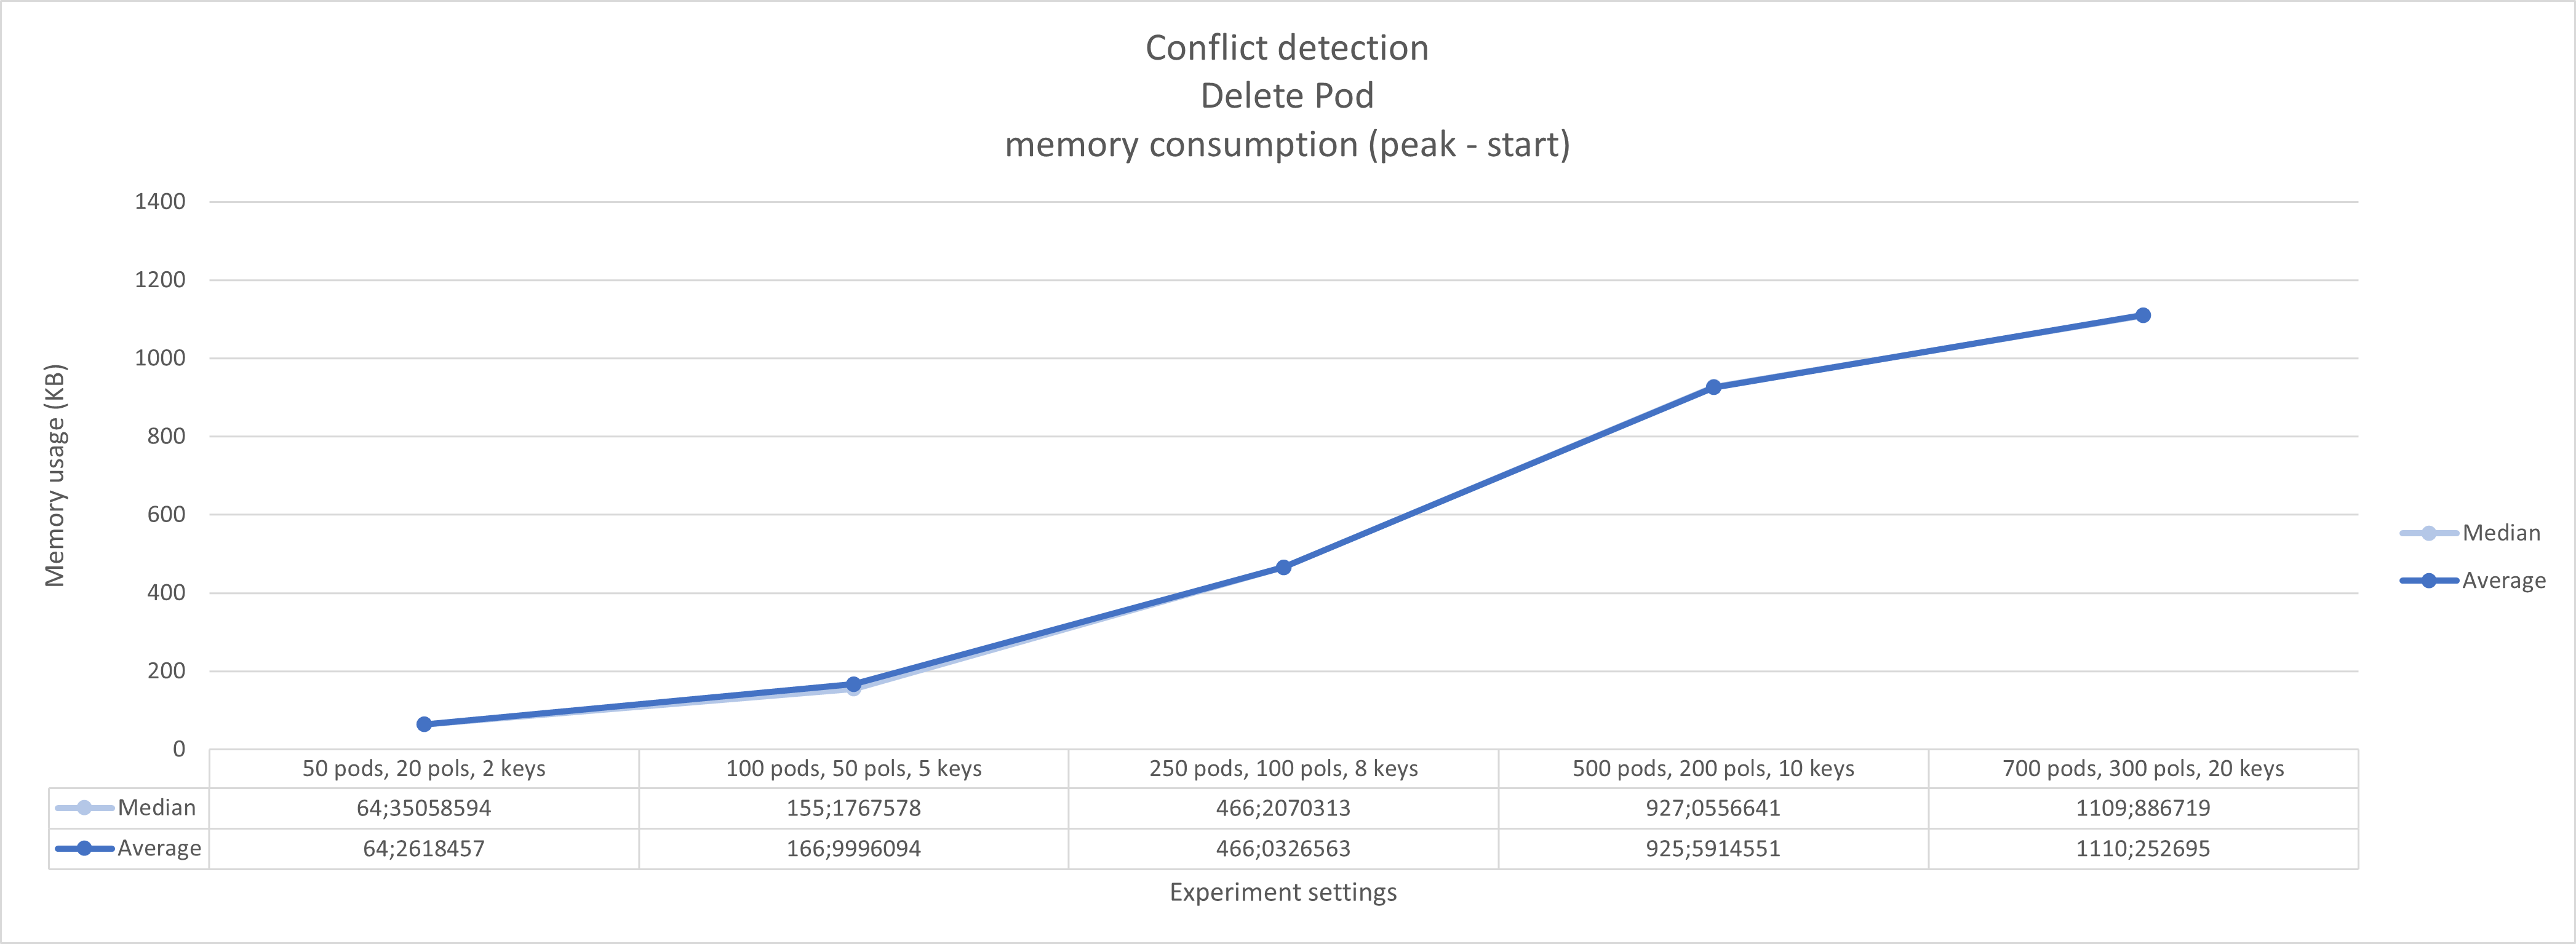 Conflict detection
Delete Pod
memory consumption (peak - start)
1400
1200
1000
800
600
400
200
0
Memory usage (KB)
50 pods, 20 pols, 2 keys 100 pods, 50 pols, 5 keys 250 pods, 100 pols, 8 keys 500 pods, 200 pols, 10 keys 700 pods, 300 pols, 20 keys
Median 64;35058594 155;1767578 466;2070313 927;0556641 1109;886719
Average 64;2618457 166;9996094 466;0326563 925;5914551 1110;252695
Experiment settings
Median
Average